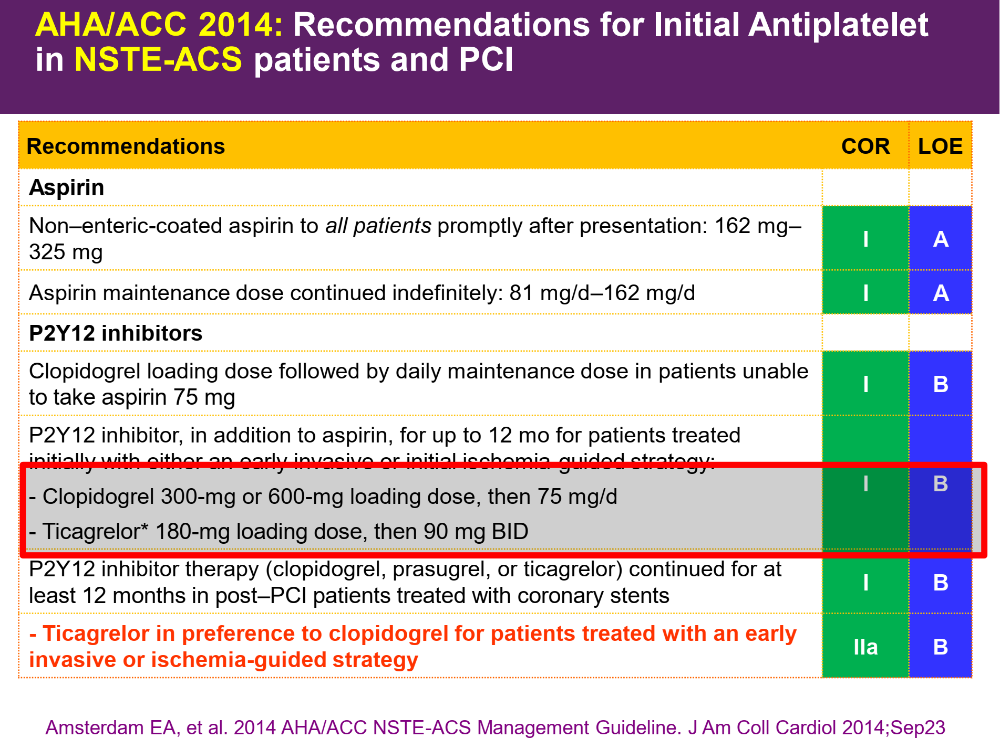 AHA/ACC 2014: Recommendations for Initial Antiplatelet
in NSTE-ACS patients and PCI
Recommendations COR LOE
Aspirin
Non–enteric-coated aspirin to all patients promptly after presentation: 162 mg–
325 mg
I A
Aspirin maintenance dose continued indefinitely: 81 mg/d–162 mg/d I A
P2Y12 inhibitors
Clopidogrel loading dose followed by daily maintenance dose in patients unable
to take aspirin 75 mg
I B
P2Y12 inhibitor, in addition to aspirin, for up to 12 mo for patients treated
initially with either an early invasive or initial ischemia-guided strategy:
- Clopidogrel 300-mg or 600-mg loading dose, then 75 mg/d
- Ticagrelor* 180-mg loading dose, then 90 mg BID
I B
P2Y12 inhibitor therapy (clopidogrel, prasugrel, or ticagrelor) continued for at
least 12 months in post–PCI patients treated with coronary stents
I B
- Ticagrelor in preference to clopidogrel for patients treated with an early
invasive or ischemia-guided strategy
IIa B
Amsterdam EA, et al. 2014 AHA/ACC NSTE-ACS Management Guideline. J Am Coll Cardiol 2014;Sep23